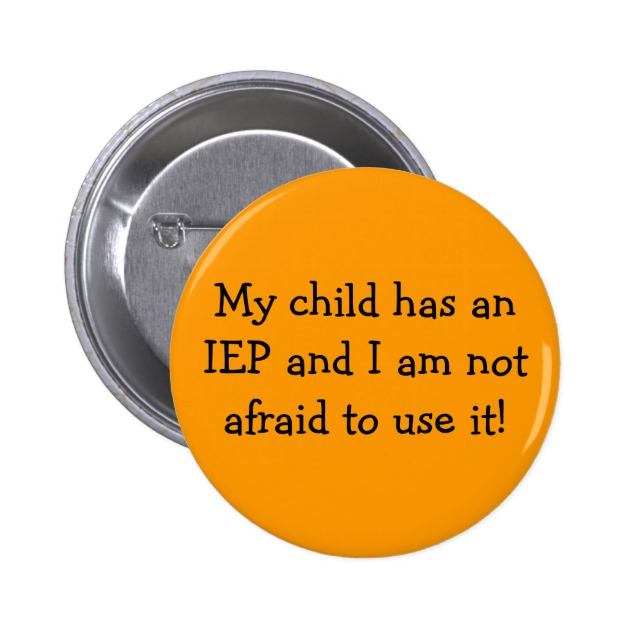 My child has an
IEP and I am not
afraid to use it!